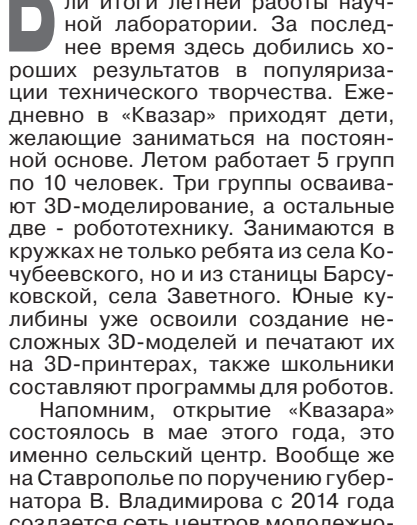 ли итоги летней работы науч-
ной лаборатории. За послед-
нее время здесь добились хо-
роших результатов в популяриза-
ции технического творчества. Еже-
дневно в «Квазар» приходят дети,
желающие заниматься на постоян-
ной основе. Летом работает 5 групп
по 10 человек. Три группы осваива-
ют 3D-моделирование, а остальные
две - робототехнику. Занимаются в
кружках не только ребята из села Ко-
чубеевского, но и из станицы Барсу-
ковской, села Заветного. Юные ку-
либины уже освоили создание не-
сложных 3D-моделей и печатают их
на 3D-принтерах, также школьники
составляют программы для роботов.
Напомним, открытие «Квазара»
состоялось в мае этого года, это
именно сельский центр. Вообще же
на Ставрополье по поручению губер-
натора В. Владимирова с 2014 года
создается сеть центров молодежно-